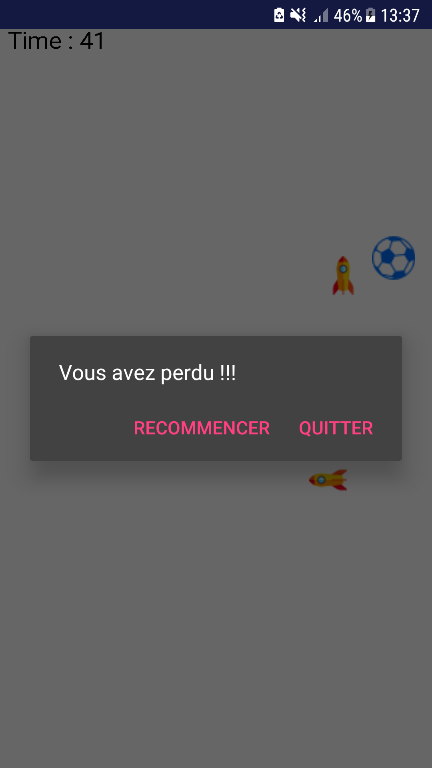 46% 13:37
Time : 41
Vous avez perdu !!!
RECOMMENCER QUITTER